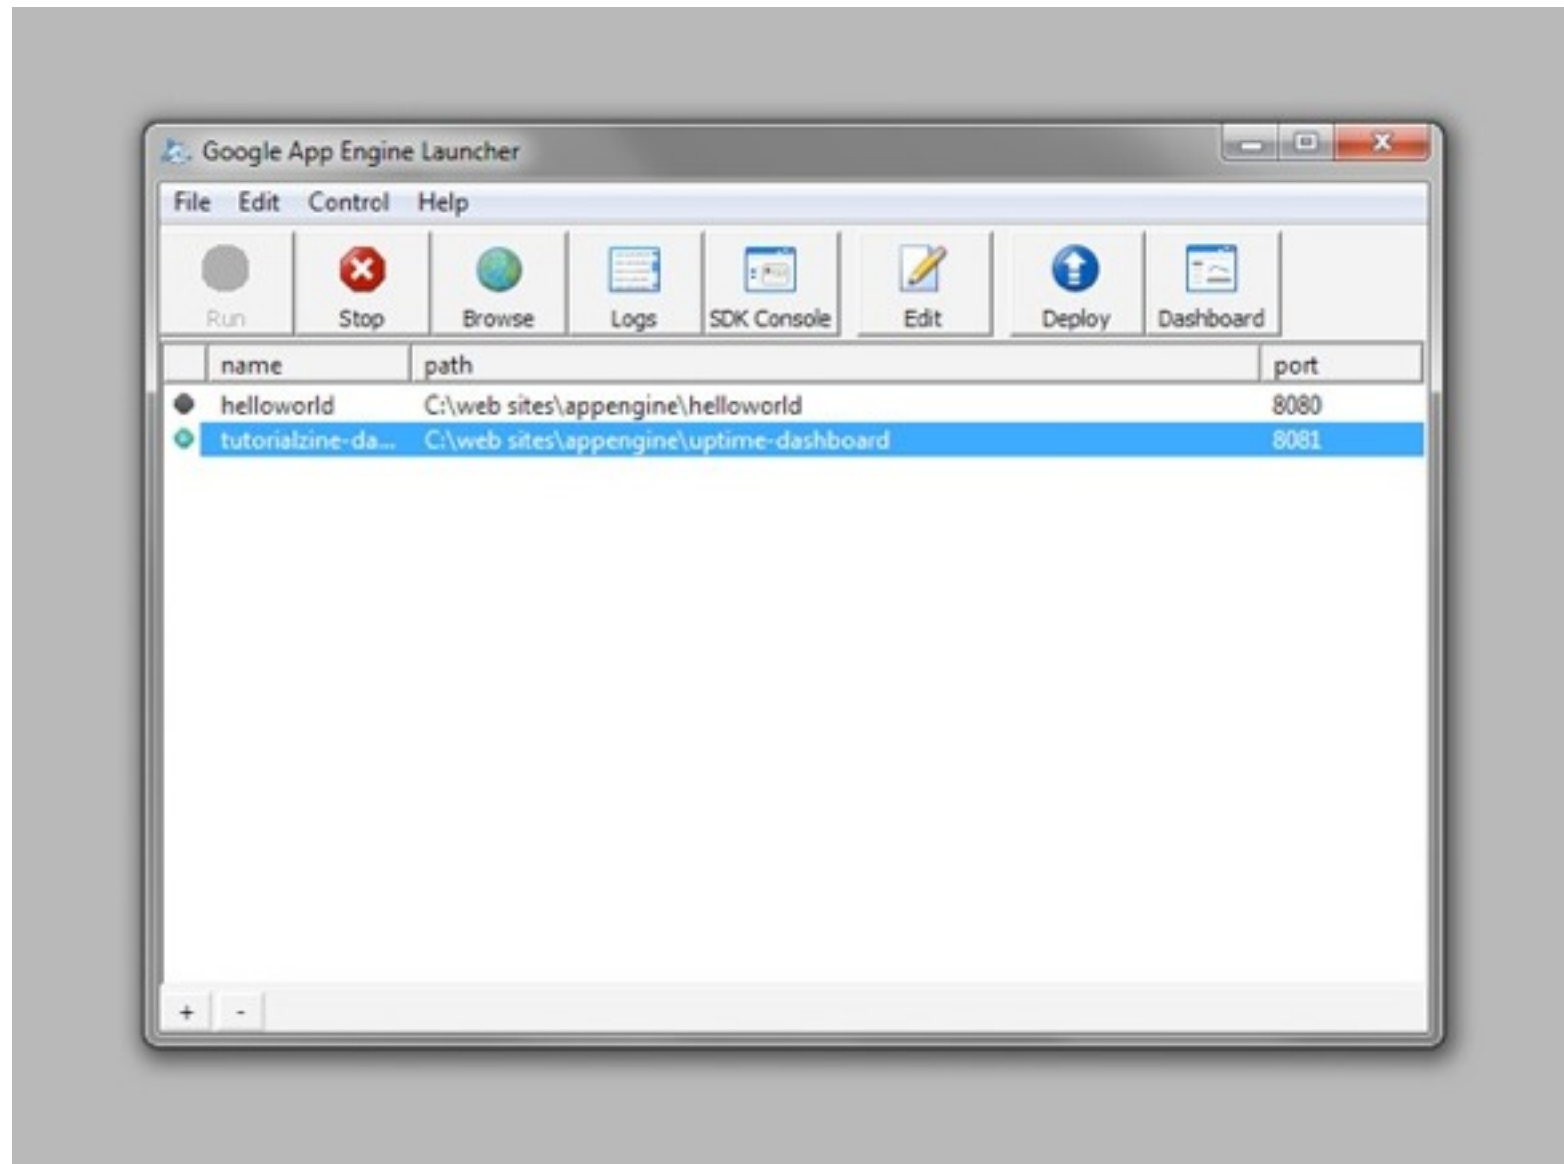 Google App Engine Launcher
File Edit Control Help
Run Stop Browse Logs SDK Console Edit Deploy Dashboard
name path port
helloworld C:\web sites\appengine\helloworld 8080
tutorialzine-da... C:\web sites\appengine\uptime-dashboard 8081
+ -